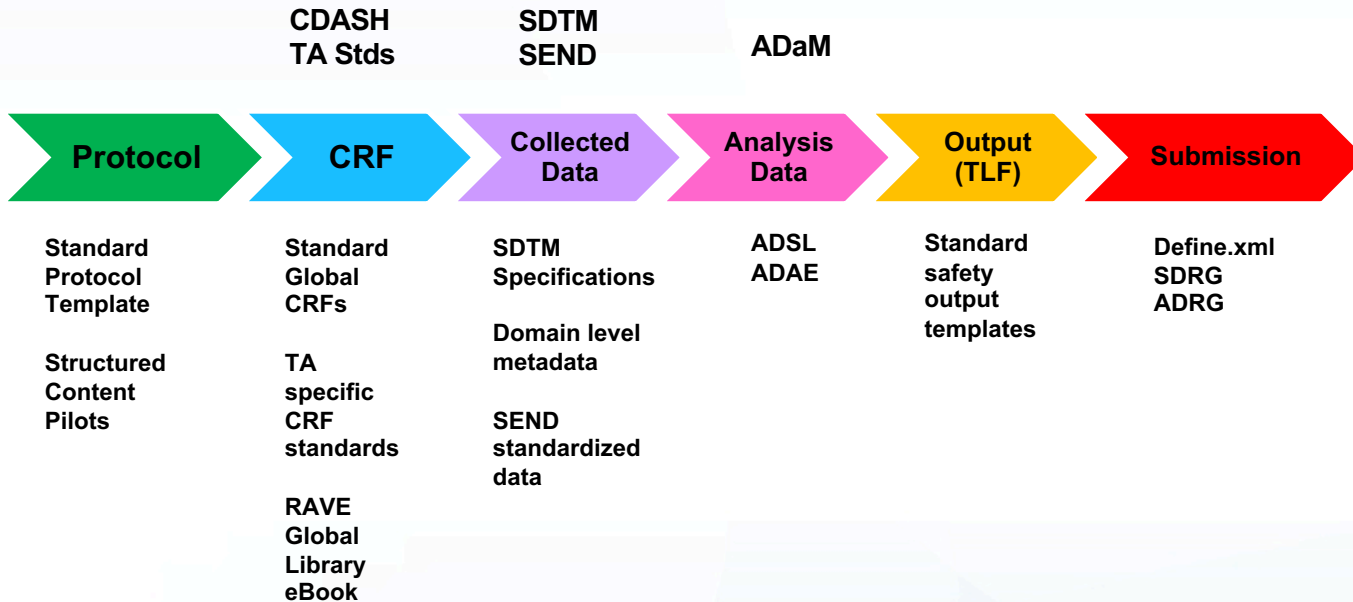 CDASH
TA Stds
SDTM
SEND
ADaM
Protocol
CRF
Collected
Data
Analysis
Data
Output
(TLF)
Submission
Standard
Protocol
Template
Structured
Content
Pilots
Standard
Global
CRFs
TA
specific
CRF
standards
RAVE
Global
Library
eBook
SDTM
Specifications
Domain level
metadata
SEND
standardized
data
ADSL
ADAE
Standard
safety
output
templates
Define.xml
SDRG
ADRG